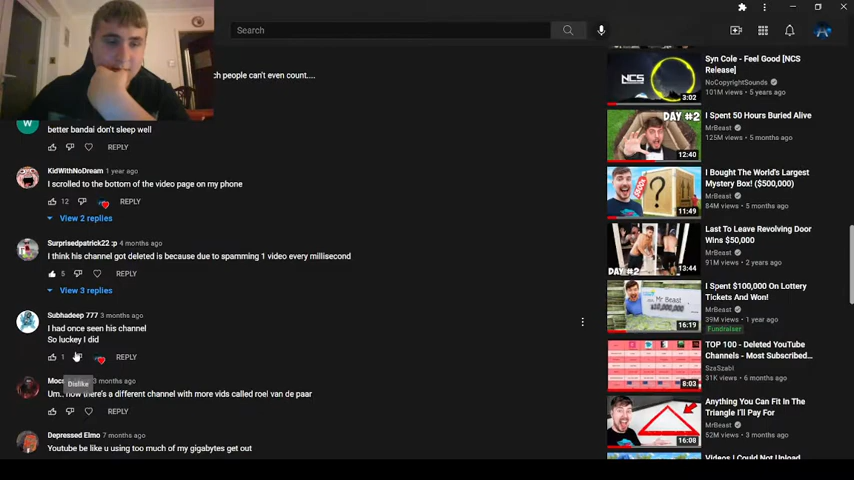 Search
ch people can't even count....
W
better bandai don't sleep well
REPLY
KidWithNoDream 1 year ago
I scrolled to the bottom of the video page on my phone
12 REPLY
View 2 replies
Surprisedpatrick22 :p 4 months ago
I think his channel got deleted is because due to spamming 1 video every millisecond
5 REPLY
View 3 replies
Subhadeep 777 3 months ago
I had once seen his channel
So luckey I did
1 REPLY
Dislike
3 months ago
there's a different channel with more vids called roel van de paar
REPLY
Depressed Elmo 7 months ago
Youtube be like u using too much of my gigabytes get out
NCS
3:02
Syn Cole - Feel Good [NCS
Release]
NoCopyrightSounds
101M views • 5 years ago
DAY #2
12:40
I Spent 50 Hours Buried Alive
MrBeast
125M views • 5 months ago
?
11:49
I Bought The World's Largest
Mystery Box! ($500,000)
MrBeast
84M views • 5 months ago
DAY #2
13:44
Last To Leave Revolving Door
Wins $50,000
MrBeast
91M views • 2 years ago
Mr Beast
16:19
I Spent $100,000 On Lottery
Tickets And Won!
MrBeast
39M views • 1 year ago
Fundraiser
8:03
TOP 100 - Deleted YouTube
Channels - Most Subscribed...
SzaSzabi
31K views • 6 months ago
16:08
Anything You Can Fit In The
Triangle I'll Pay For
MrBeast
52M views • 3 months ago
Videos I Could Not Upload